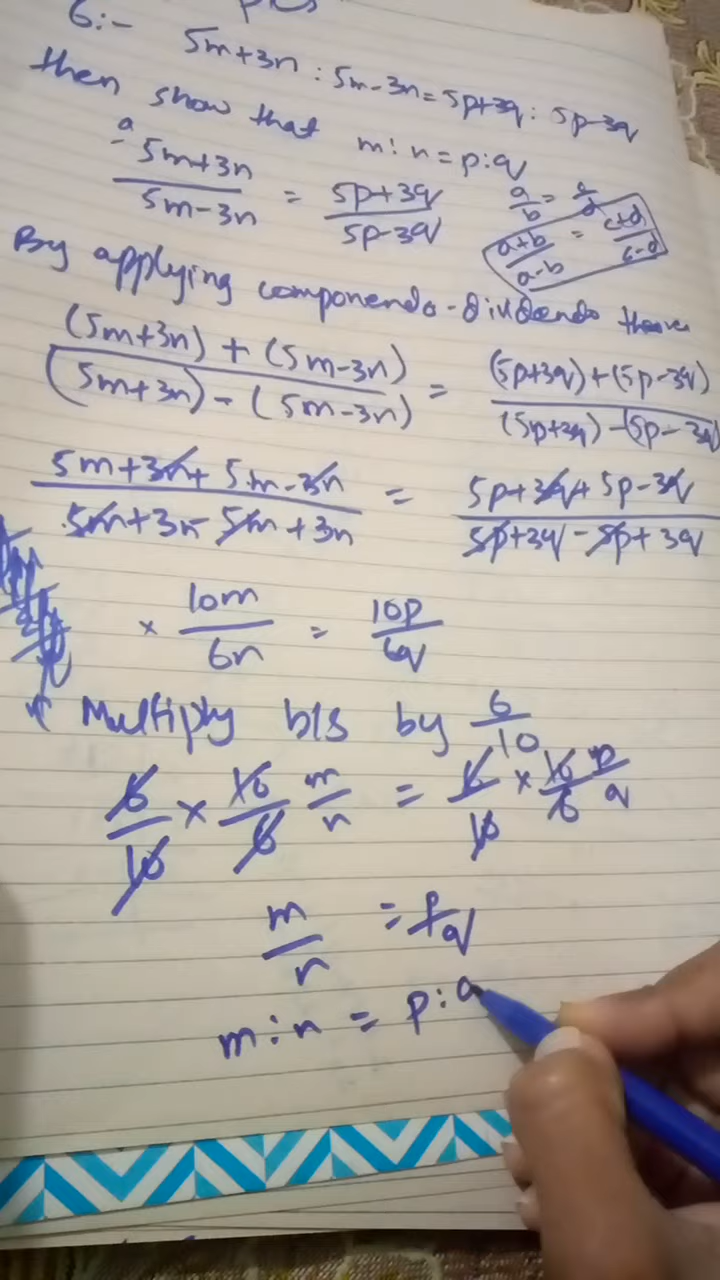 6:- 5m+3n : 5m-3n = 5p+3q : 5p-3q
then show that m:n = p:q
5m+3n / 5m-3n = 5p+3q / 5p-3q
a/b = c/d
a+b / a-b = c+d / c-d
By applying componendo-dividendo
(5m+3n) + (5m-3n) / (5m+3n) - (5m-3n) = (5p+3q)+(5p-3q) / (5p+3q)-(5p-3q)
5m+3n+5m-3n / 5m+3n-5m+3n = 5p+3q+5p-3q / 5p+3q-5p+3q
× 10m/6n = 10p/6q
Multiply b/s by 6/10
6/10 × 10/6 m/n = 6/10 × 10/6 p/q
m/n = p/q
m:n = p:q